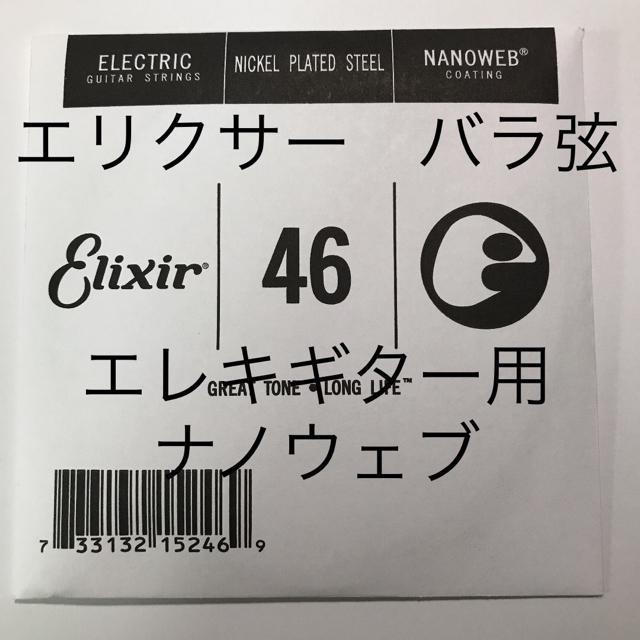 ELECTRIC
GUITAR STRINGS
NICKEL PLATED STEEL
NANOWEB®
COATING
エリクサー　バラ弦
Elixir®
46
エレキギター用
GREAT TONE • LONG LIFE™
ナノウェブ
7 33132 15246 9